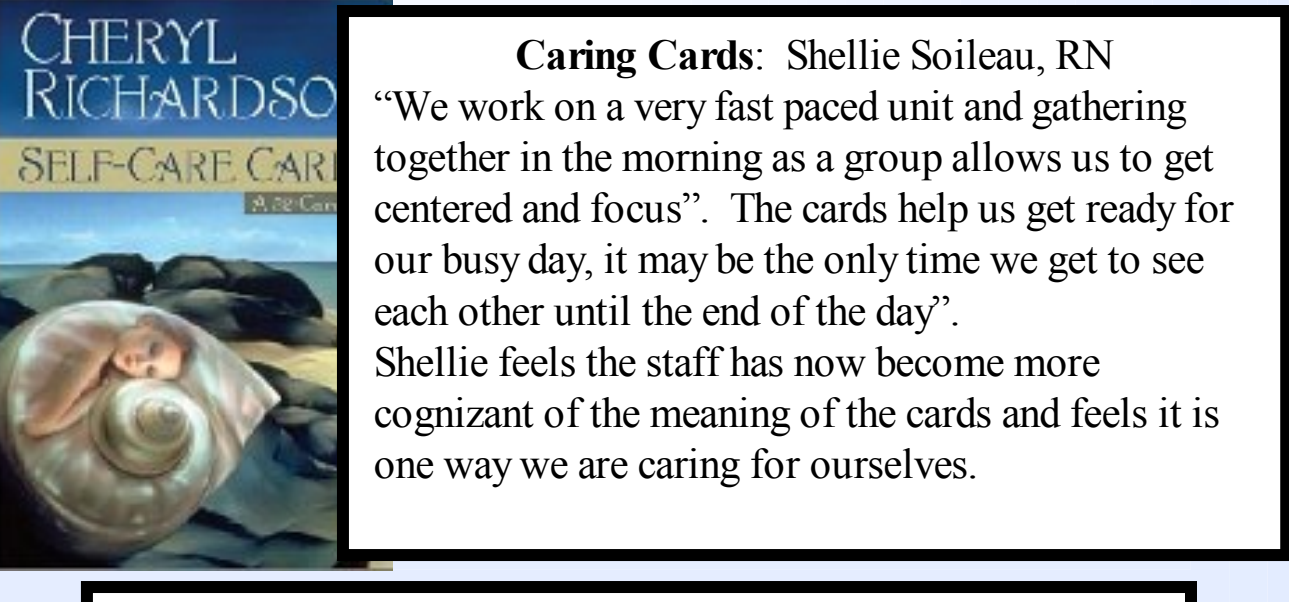 CHERYL
RICHARDSO
SELF-CARE CAR
A 52-Car
Caring Cards: Shellie Soileau, RN
“We work on a very fast paced unit and gathering
together in the morning as a group allows us to get
centered and focus”. The cards help us get ready for
our busy day, it may be the only time we get to see
each other until the end of the day”.
Shellie feels the staff has now become more
cognizant of the meaning of the cards and feels it is
one way we are caring for ourselves.